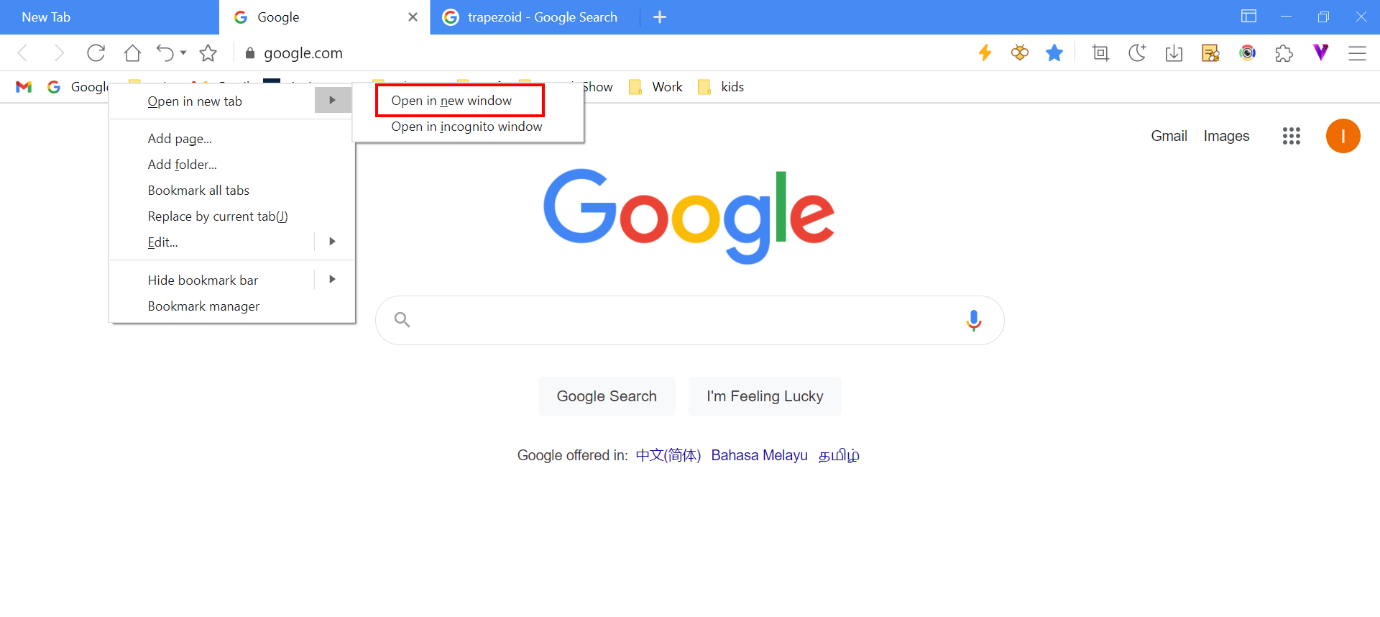 New Tab
Google
trapezoid - Google Search
google.com
Google
Show
Work
kids
Open in new tab
Open in new window
Open in incognito window
Add page...
Add folder...
Bookmark all tabs
Replace by current tab(J)
Edit...
Hide bookmark bar
Bookmark manager
Gmail Images
I
Google
Google Search
I'm Feeling Lucky
Google offered in: 中文(简体) Bahasa Melayu தமிழ்